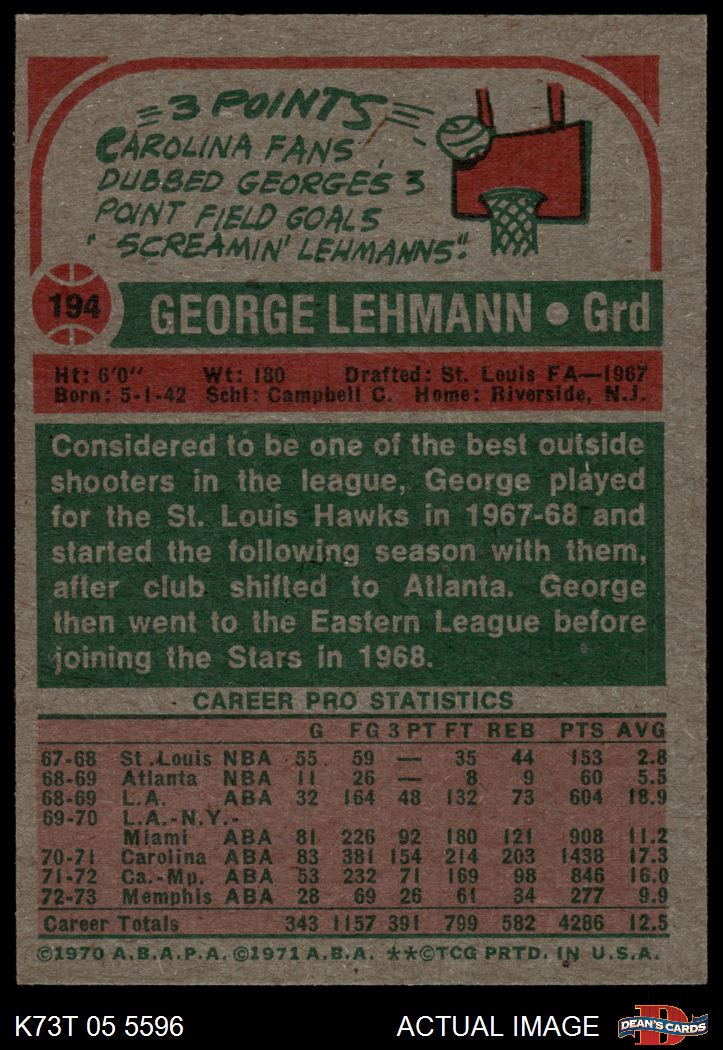 3 POINTS
CAROLINA FANS
DUBBED GEORGE'S 3
POINT FIELD GOALS
"SCREAMIN' LEHMANNS".
194 GEORGE LEHMANN • Grd
Ht: 6'0" Wt: 180 Drafted: St. Louis FA—1967
Born: 5-1-42 Schl: Campbell C. Home: Riverside, N.J.
Considered to be one of the best outside
shooters in the league, George played
for the St. Louis Hawks in 1967-68 and
started the following season with them,
after club shifted to Atlanta. George
then went to the Eastern League before
joining the Stars in 1968.
CAREER PRO STATISTICS
G FG 3 PT FT REB PTS AVG
67-68 St. Louis NBA 55 59 — 35 44 153 2.8
68-69 Atlanta NBA 11 26 — 8 9 60 5.5
68-69 L.A. ABA 32 164 48 132 73 604 18.9
69-70 L.A.-N.Y.-
Miami ABA 81 226 92 180 121 908 11.2
70-71 Carolina ABA 83 381 154 214 203 1438 17.3
71-72 Ca.-Mp. ABA 53 232 71 169 98 846 16.0
72-73 Memphis ABA 28 69 26 61 34 277 9.9
Career Totals 343 1157 391 799 582 4286 12.5
©1970 A.B.A.P.A. ©1971 A.B.A. **©TCG PRTD. IN U.S.A.
K73T 05 5596 ACTUAL IMAGE DEAN'S CARDS